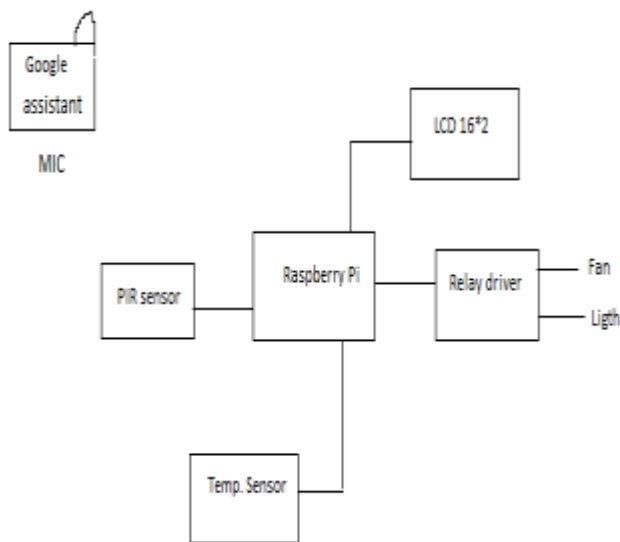 Google
assistant
MIC
LCD 16*2
Raspberry Pi
PIR sensor
Relay driver
Fan
Ligth
Temp. Sensor